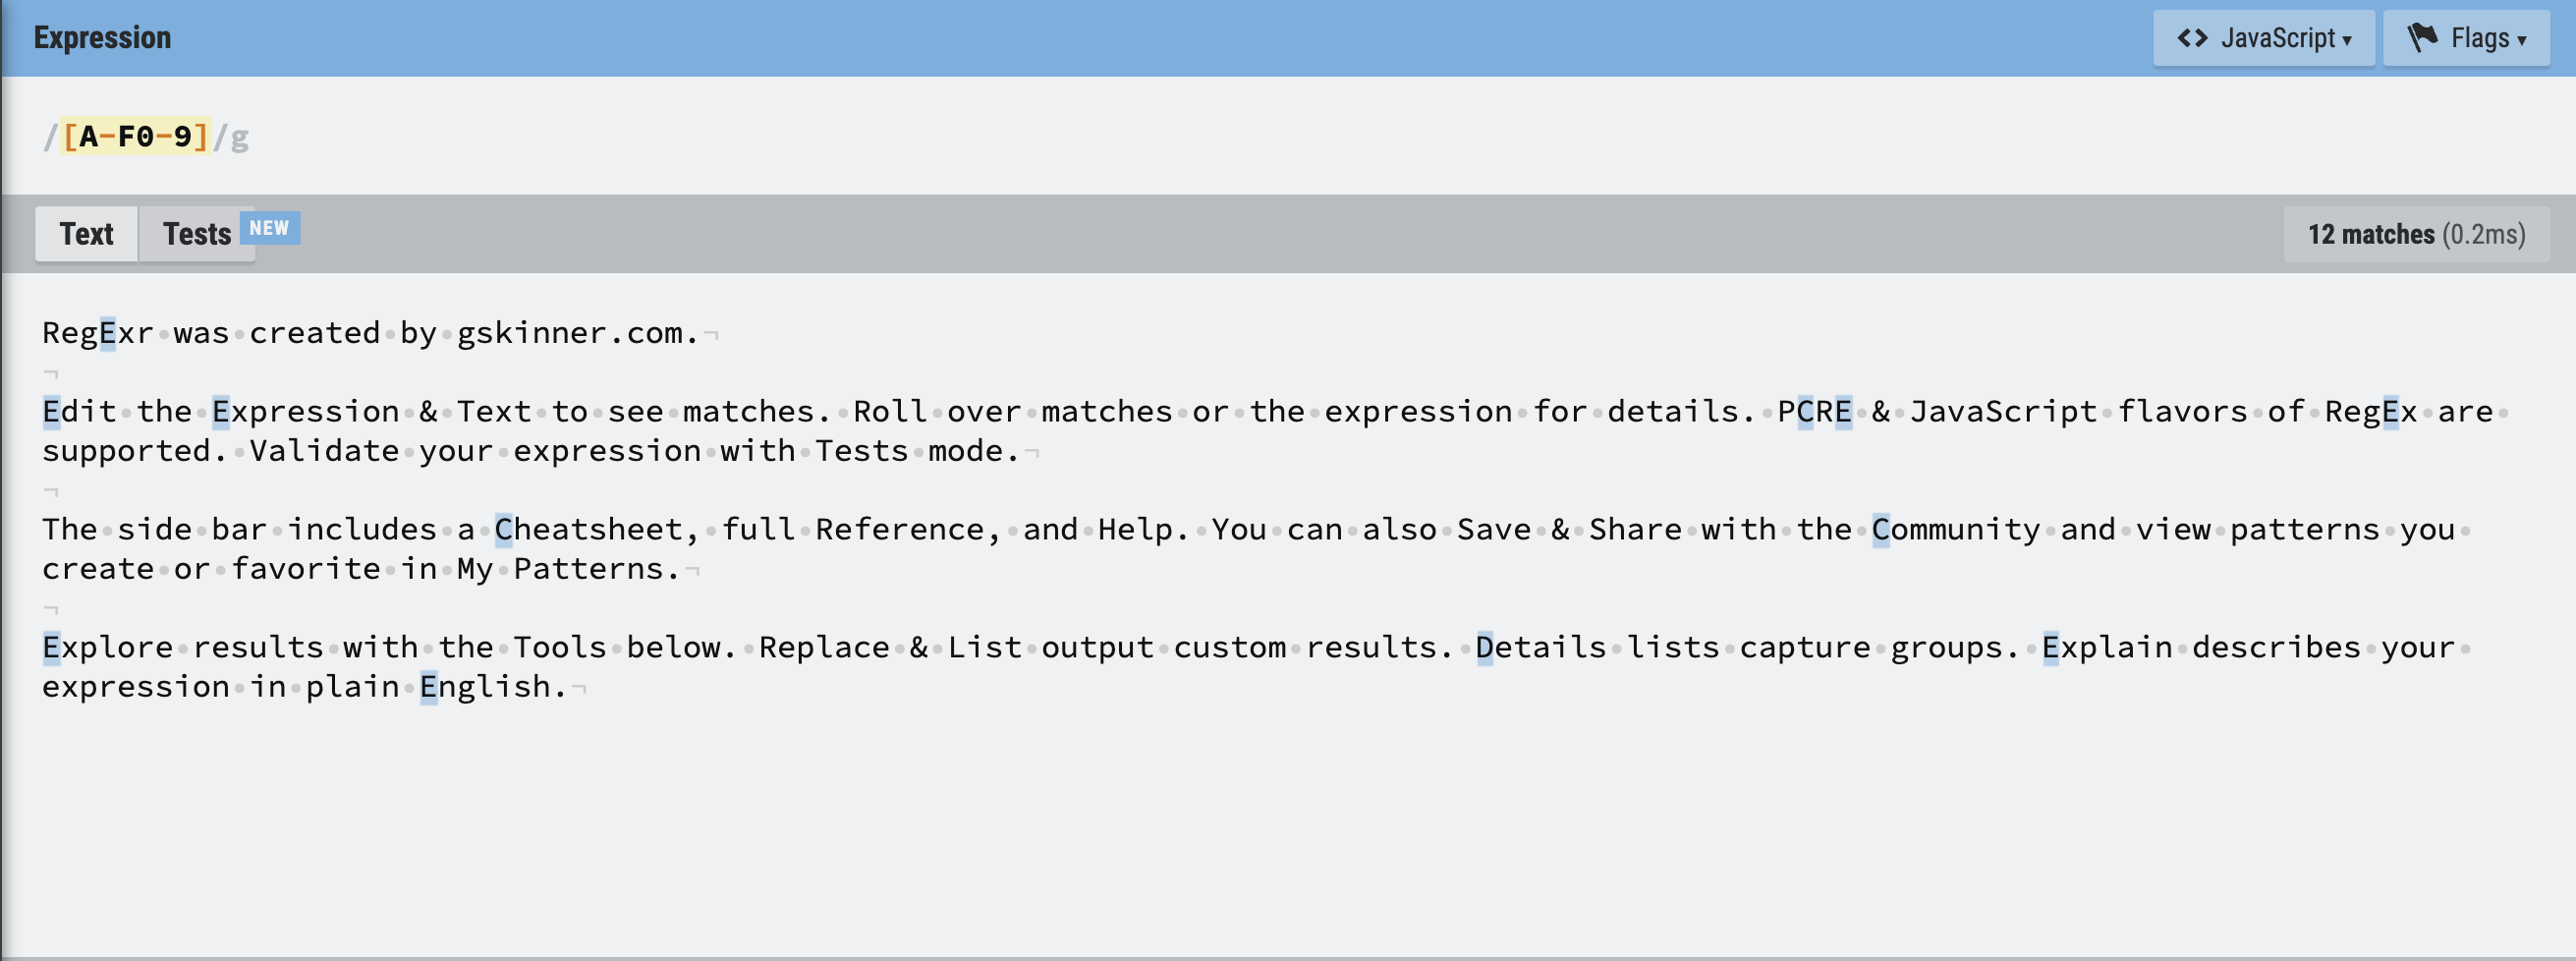 Expression
<> JavaScript ▾
Flags ▾
/[A-F0-9]/g
Text
Tests
NEW
12 matches (0.2ms)
RegExr•was•created•by•gskinner.com.¬
¬
Edit•the•Expression•&•Text•to•see•matches.•Roll•over•matches•or•the•expression•for•details.•PCRE•&•JavaScript•flavors•of•RegEx•are•
supported.•Validate•your•expression•with•Tests•mode.¬
¬
The•side•bar•includes•a•Cheatsheet,•full•Reference,•and•Help.•You•can•also•Save•&•Share•with•the•Community•and•view•patterns•you•
create•or•favorite•in•My•Patterns.¬
¬
Explore•results•with•the•Tools•below.•Replace•&•List•output•custom•results.•Details•lists•capture•groups.•Explain•describes•your•
expression•in•plain•English.¬